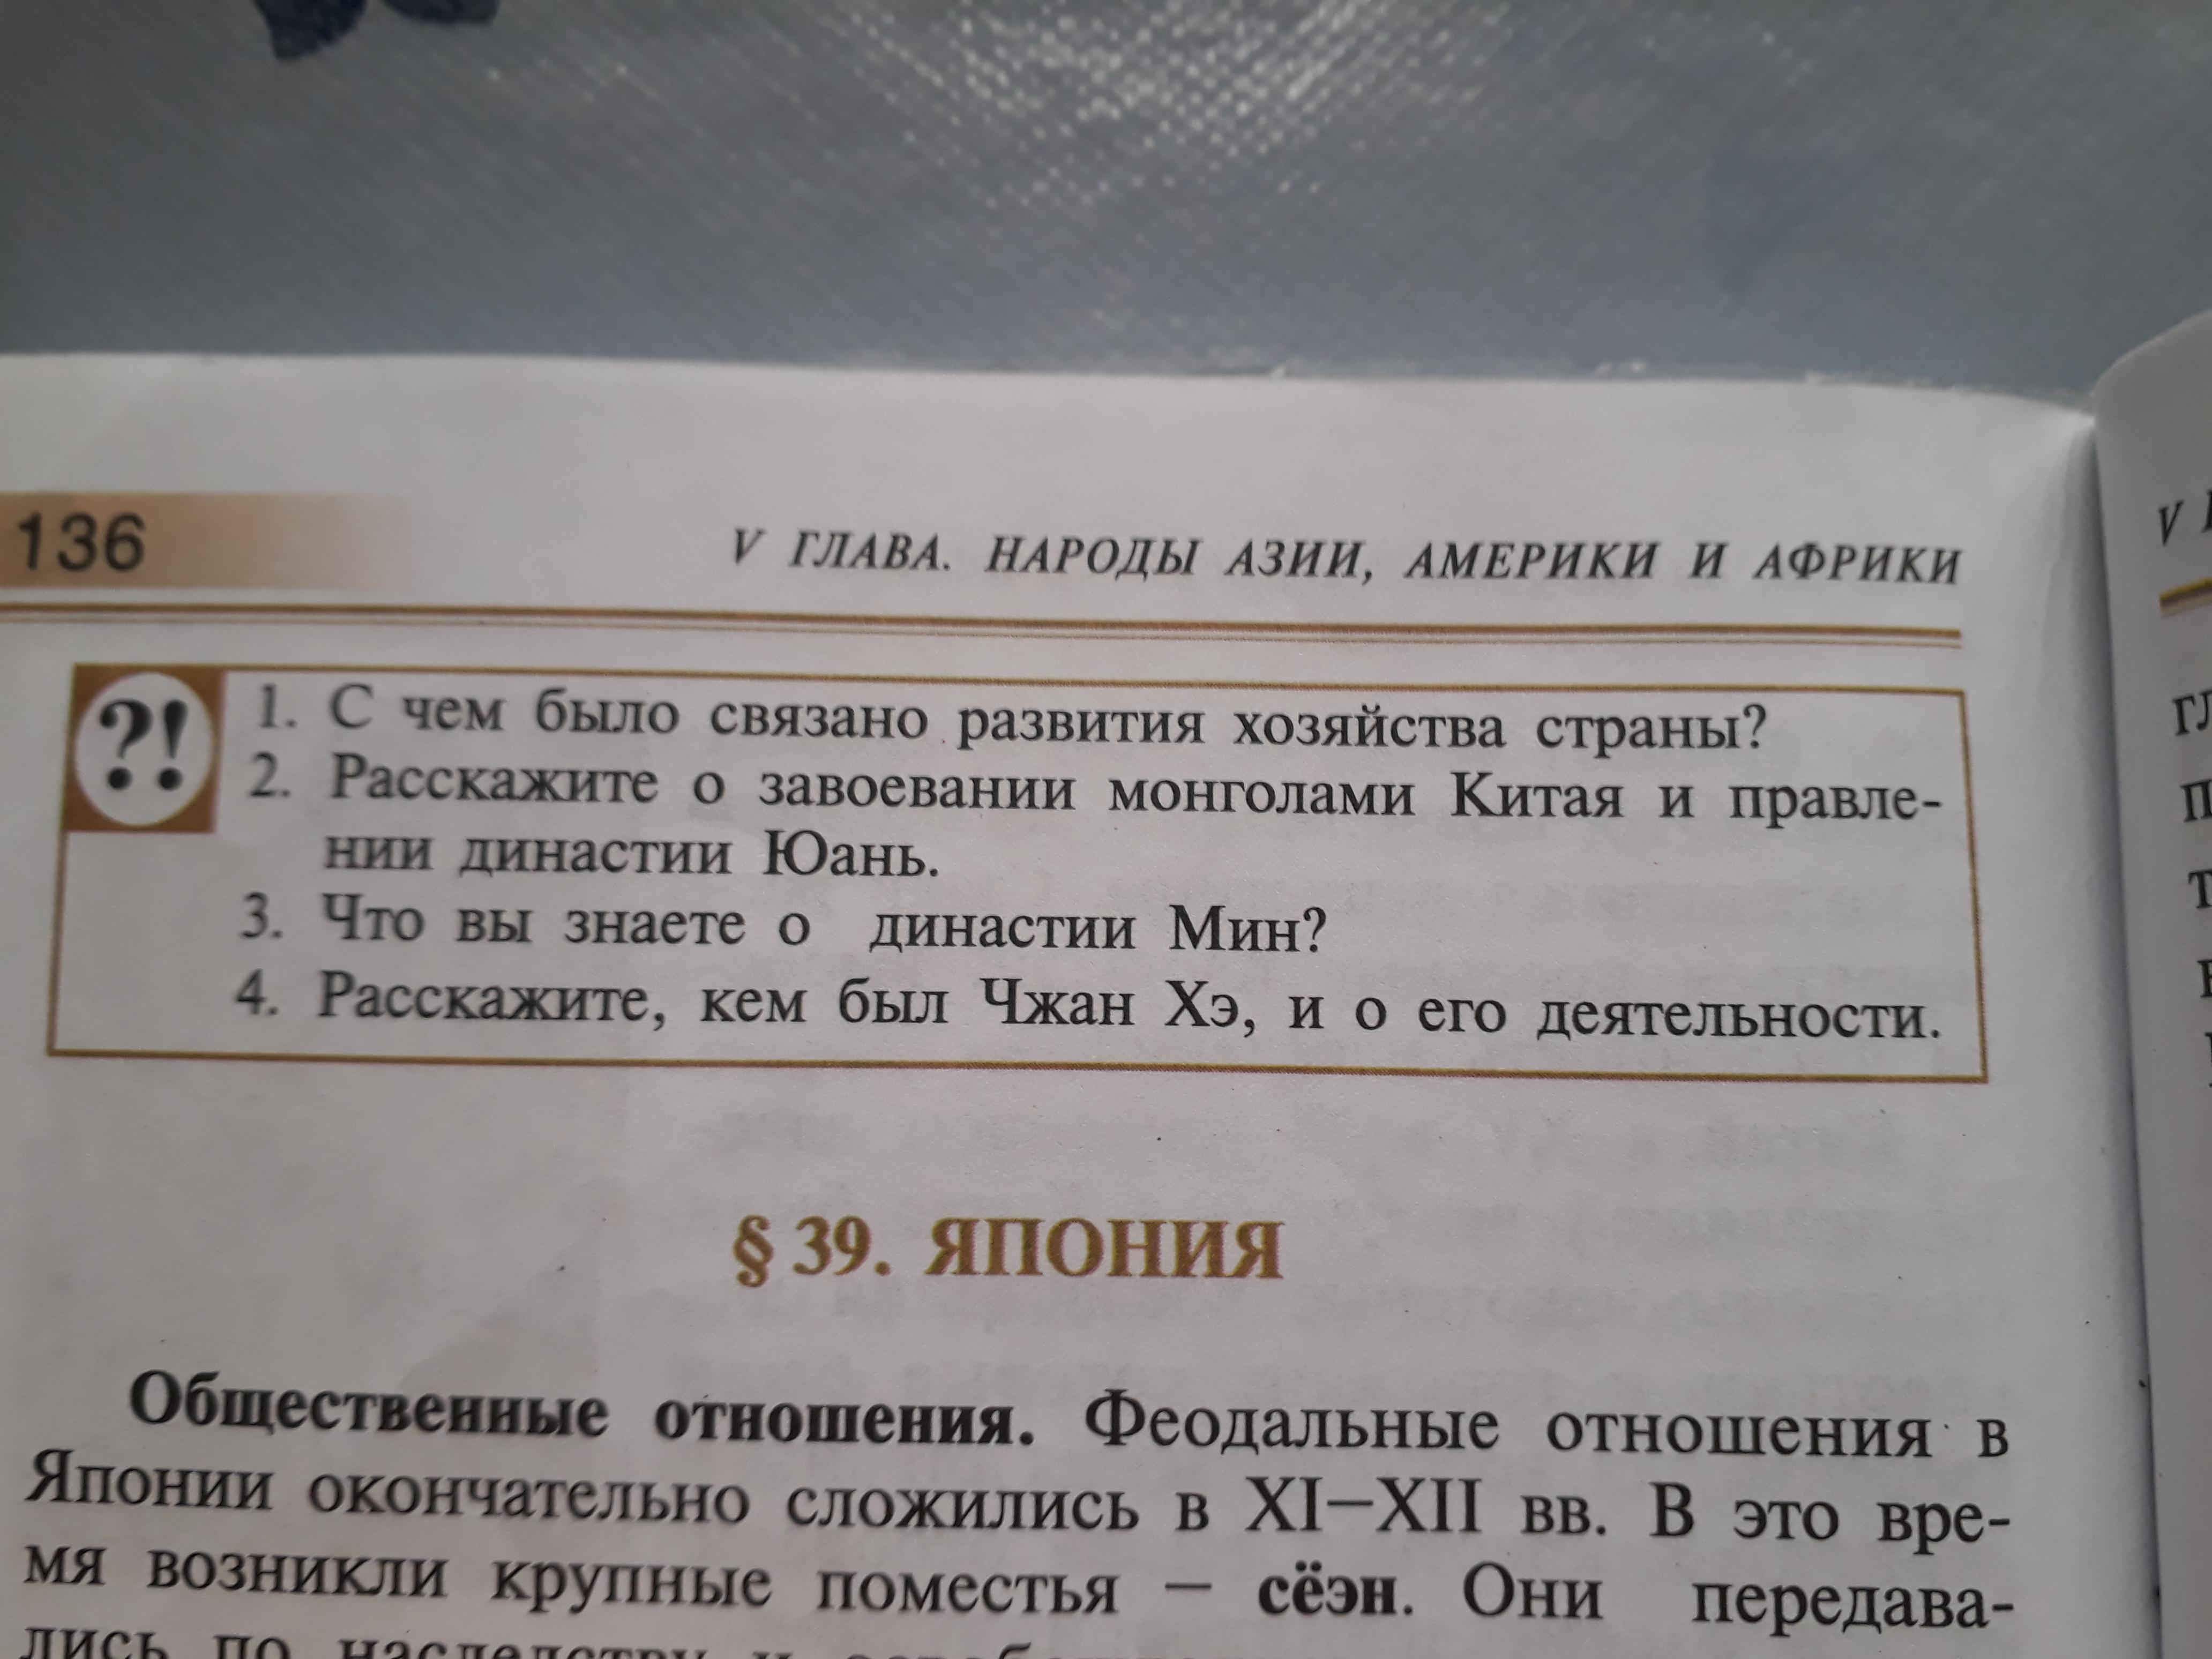 136
V ГЛАВА. НАРОДЫ АЗИИ, АМЕРИКИ И АФРИКИ
?!
1. С чем было связано развития хозяйства страны?
2. Расскажите о завоевании монголами Китая и правле-
нии династии Юань.
3. Что вы знаете о династии Мин?
4. Расскажите, кем был Чжан Хэ, и о его деятельности.
§ 39. ЯПОНИЯ
Общественные отношения. Феодальные отношения в
Японии окончательно сложились в XI—XII вв. В это вре-
мя возникли крупные поместья — сёэн. Они передава-
лись по наследству и
V